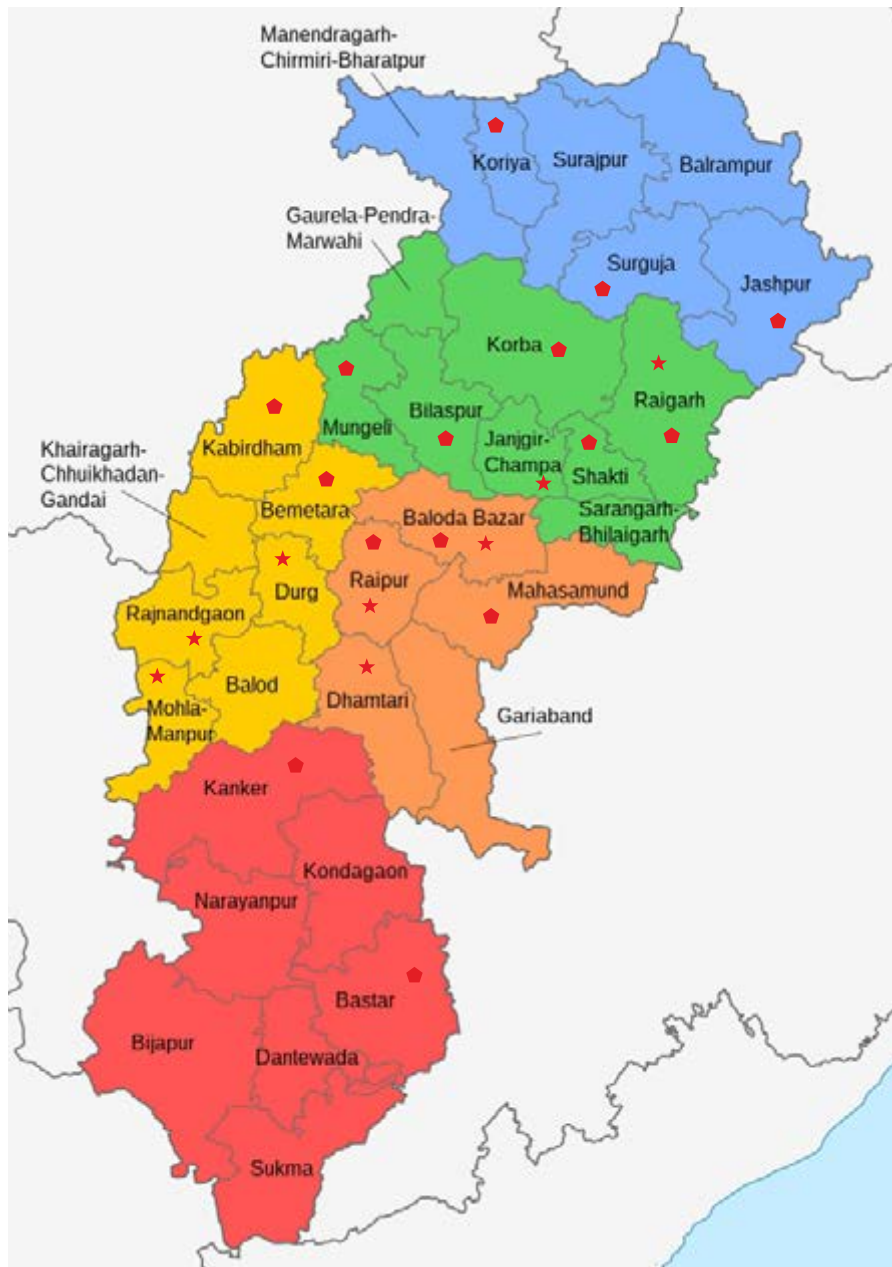 Manendragarh-
Chirmiri-Bharatpur
Koriya
Surajpur
Balrampur
Gaurela-Pendra-
Marwahi
Surguja
Jashpur
Korba
Raigarh
Bilaspur
Mungeli
Janjgir-
Champa
Shakti
Kabirdham
Khairagarh-
Chhuikhadan-
Gandai
Bemetara
Baloda Bazar
Sarangarh-
Bhilaigarh
Raipur
Durg
Mahasamund
Rajnandgaon
Balod
Mohla-
Manpur
Dhamtari
Gariaband
Kanker
Kondagaon
Narayanpur
Bastar
Bijapur
Dantewada
Sukma